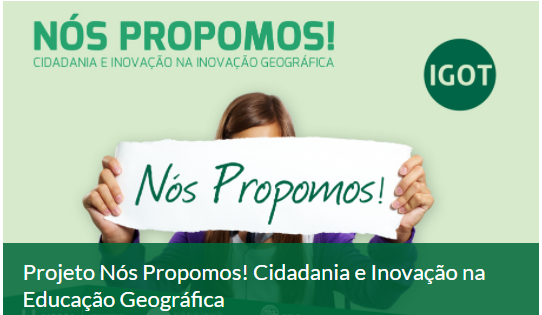 NÓS PROPOMOS!
CIDADANIA E INOVAÇÃO NA INOVAÇÃO GEOGRÁFICA
IGOT
Nós Propomos!
Projeto Nós Propomos! Cidadania e Inovação na
Educação Geográfica